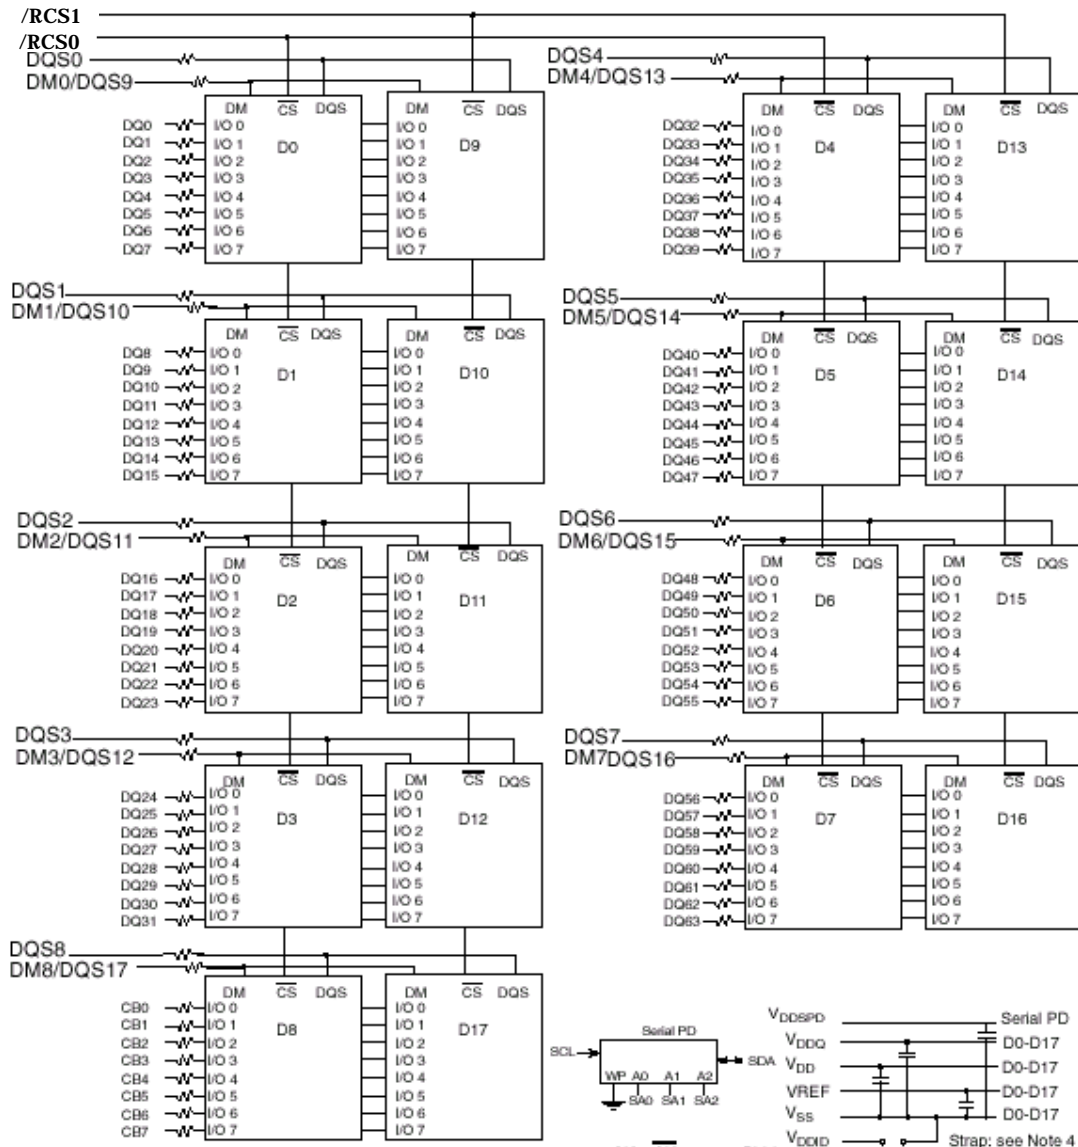 /RCS1
/RCS0
DQS0
DM0/DQS9
DQS4
DM4/DQS13
DM CS DQS
DM CS DQS
DM CS DQS
DM CS DQS
DQ0 I/O 0 I/O 0
DQ1 I/O 1 I/O 1
DQ2 I/O 2 I/O 2
DQ3 I/O 3 I/O 3
DQ4 I/O 4 I/O 4
DQ5 I/O 5 I/O 5
DQ6 I/O 6 I/O 6
DQ7 I/O 7 I/O 7
D0 D9
DQ32 I/O 0 I/O 0
DQ33 I/O 1 I/O 1
DQ34 I/O 2 I/O 2
DQ35 I/O 3 I/O 3
DQ36 I/O 4 I/O 4
DQ37 I/O 5 I/O 5
DQ38 I/O 6 I/O 6
DQ39 I/O 7 I/O 7
D4 D13
DQS1
DM1/DQS10
DQS5
DM5/DQS14
DM CS DQS
DM CS DQS
DM CS DQS
DM CS DQS
DQ8 I/O 0 I/O 0
DQ9 I/O 1 I/O 1
DQ10 I/O 2 I/O 2
DQ11 I/O 3 I/O 3
DQ12 I/O 4 I/O 4
DQ13 I/O 5 I/O 5
DQ14 I/O 6 I/O 6
DQ15 I/O 7 I/O 7
D1 D10
DQ40 I/O 0 I/O 0
DQ41 I/O 1 I/O 1
DQ42 I/O 2 I/O 2
DQ43 I/O 3 I/O 3
DQ44 I/O 4 I/O 4
DQ45 I/O 5 I/O 5
DQ46 I/O 6 I/O 6
DQ47 I/O 7 I/O 7
D5 D14
DQS2
DM2/DQS11
DQS6
DM6/DQS15
DM CS DQS
DM CS DQS
DM CS DQS
DM CS DQS
DQ16 I/O 0 I/O 0
DQ17 I/O 1 I/O 1
DQ18 I/O 2 I/O 2
DQ19 I/O 3 I/O 3
DQ20 I/O 4 I/O 4
DQ21 I/O 5 I/O 5
DQ22 I/O 6 I/O 6
DQ23 I/O 7 I/O 7
D2 D11
DQ48 I/O 0 I/O 0
DQ49 I/O 1 I/O 1
DQ50 I/O 2 I/O 2
DQ51 I/O 3 I/O 3
DQ52 I/O 4 I/O 4
DQ53 I/O 5 I/O 5
DQ54 I/O 6 I/O 6
DQ55 I/O 7 I/O 7
D6 D15
DQS3
DM3/DQS12
DQS7
DM7DQS16
DM CS DQS
DM CS DQS
DM CS DQS
DM CS DQS
DQ24 I/O 0 I/O 0
DQ25 I/O 1 I/O 1
DQ26 I/O 2 I/O 2
DQ27 I/O 3 I/O 3
DQ28 I/O 4 I/O 4
DQ29 I/O 5 I/O 5
DQ30 I/O 6 I/O 6
DQ31 I/O 7 I/O 7
D3 D12
DQ56 I/O 0 I/O 0
DQ57 I/O 1 I/O 1
DQ58 I/O 2 I/O 2
DQ59 I/O 3 I/O 3
DQ60 I/O 4 I/O 4
DQ61 I/O 5 I/O 5
DQ62 I/O 6 I/O 6
DQ63 I/O 7 I/O 7
D7 D16
DQS8
DM8/DQS17
DM CS DQS
DM CS DQS
CB0 I/O 0 I/O 0
CB1 I/O 1 I/O 1
CB2 I/O 2 I/O 2
CB3 I/O 3 I/O 3
CB4 I/O 4 I/O 4
CB5 I/O 5 I/O 5
CB6 I/O 6 I/O 6
CB7 I/O 7 I/O 7
D8 D17
Serial PD
SCL SDA
WP A0 A1 A2
SA0 SA1 SA2
VDDSPD Serial PD
VDDQ D0-D17
VDD D0-D17
VREF D0-D17
VSS D0-D17
VDDID Strap: see Note 4